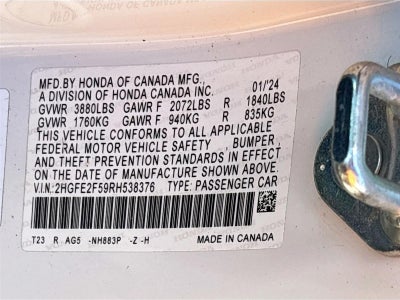 MFD.BY HONDA OF CANADA MFG.,
A DIVISION OF HONDA CANADA INC. 01/'24
GVWR 3880LBS GAWR F 2072LBS R 1840LBS
GVWR 1760KG GAWR F 940KG R 835KG
THIS VEHICLE CONFORMS TO ALL APPLICABLE
FEDERAL MOTOR VEHICLE SAFETY , BUMPER ,
AND THEFT PREVENTION STANDARDS IN EFFECT
ON THE DATE OF MANUFACTURE SHOWN ABOVE.
V.I.N.:2HGFE2F59RH538376 TYPE: PASSENGER CAR
T23 R AG5 -NH883P -Z -H MADE IN CANADA